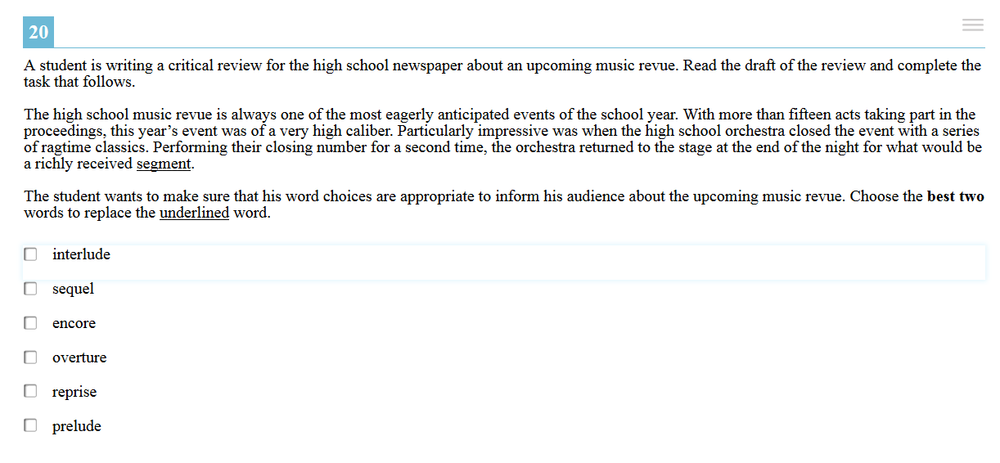 20
A student is writing a critical review for the high school newspaper about an upcoming music revue. Read the draft of the review and complete the
task that follows.
The high school music revue is always one of the most eagerly anticipated events of the school year. With more than fifteen acts taking part in the
proceedings, this year’s event was of a very high caliber. Particularly impressive was when the high school orchestra closed the event with a series
of ragtime classics. Performing their closing number for a second time, the orchestra returned to the stage at the end of the night for what would be
a richly received segment.
The student wants to make sure that his word choices are appropriate to inform his audience about the upcoming music revue. Choose the best two
words to replace the underlined word.
interlude
sequel
encore
overture
reprise
prelude